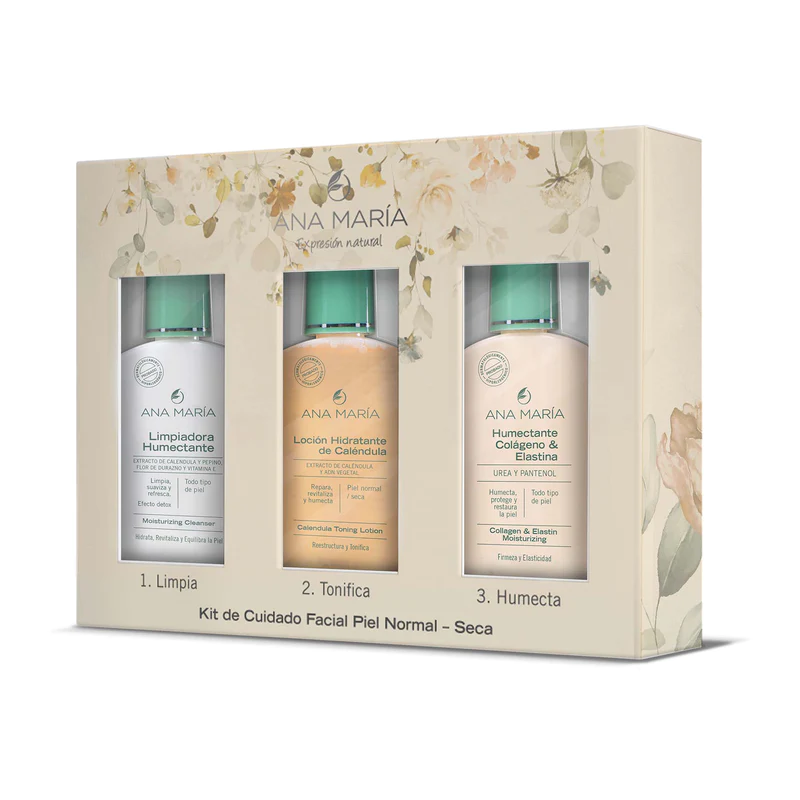 ANA MARÍA
Expresión natural
ANA MARÍA
Limpiadora
Humectante
EXTRACTO DE CALÉNDULA Y PEPINO,
FLOR DE DURAZNO Y VITAMINA E
Limpia,
suaviza y
refresca.
Todo tipo
de piel
Efecto detox
Moisturizing Cleanser
Hidrata, Revitaliza y Equilibra la Piel
ANA MARÍA
Loción Hidratante
de Caléndula
EXTRACTO DE CALÉNDULA
Y ADN VEGETAL
Repara,
revitaliza
y humecta
Piel normal
/ seca
Calendula Toning Lotion
Reestructura y Tonifica
ANA MARÍA
Humectante
Colágeno &
Elastina
UREA Y PANTENOL
Humecta,
protege y
restaura
la piel
Todo tipo
de piel
Collagen & Elastin
Moisturizing
Firmeza y Elasticidad
1. Limpia
2. Tonifica
3. Humecta
Kit de Cuidado Facial Piel Normal – Seca